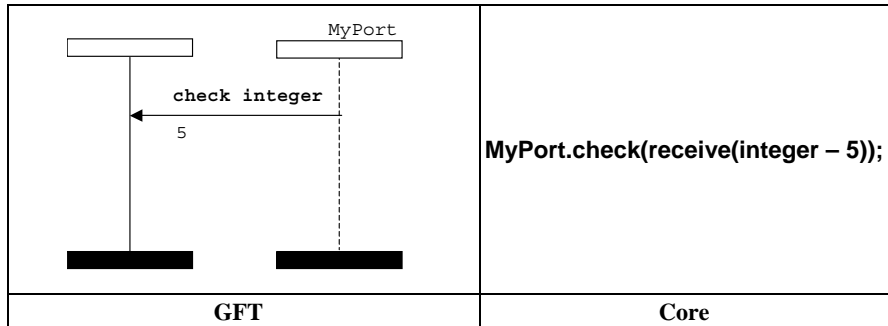 MyPort
check integer
5
MyPort.check(receive(integer – 5));
GFT
Core